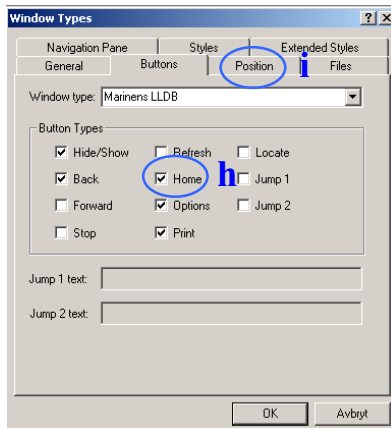 Window Types
Navigation Pane Styles Extended Styles
General Buttons Position i Files
Window type: Marinens LLDB
Button Types
Hide/Show Refresh Locate
Back Home h Jump 1
Forward Options Jump 2
Stop Print
Jump 1 text:
Jump 2 text:
OK Avbryt